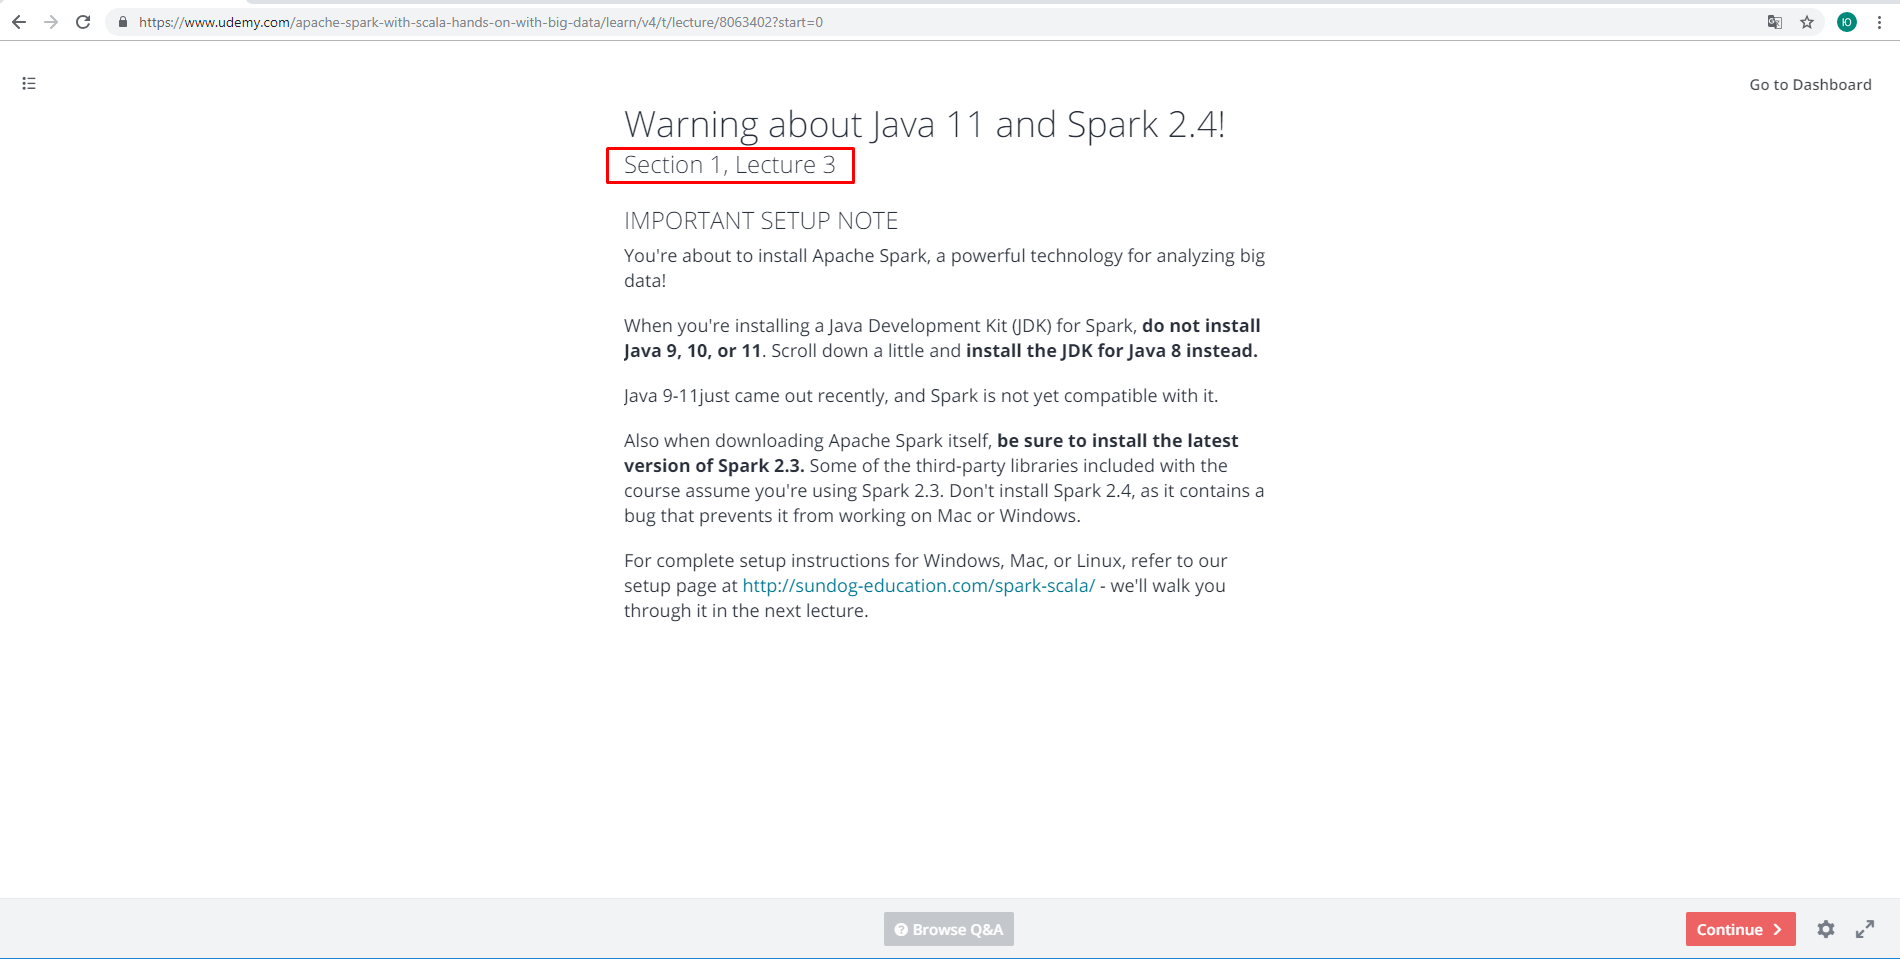 https://www.udemy.com/apache-spark-with-scala-hands-on-with-big-data/learn/v4/t/lecture/8063402?start=0
Ю
Go to Dashboard
Warning about Java 11 and Spark 2.4!
Section 1, Lecture 3
IMPORTANT SETUP NOTE
You're about to install Apache Spark, a powerful technology for analyzing big
data!
When you're installing a Java Development Kit (JDK) for Spark, do not install
Java 9, 10, or 11. Scroll down a little and install the JDK for Java 8 instead.
Java 9-11just came out recently, and Spark is not yet compatible with it.
Also when downloading Apache Spark itself, be sure to install the latest
version of Spark 2.3. Some of the third-party libraries included with the
course assume you're using Spark 2.3. Don't install Spark 2.4, as it contains a
bug that prevents it from working on Mac or Windows.
For complete setup instructions for Windows, Mac, or Linux, refer to our
setup page at http://sundog-education.com/spark-scala/ - we'll walk you
through it in the next lecture.
Browse Q&A
Continue